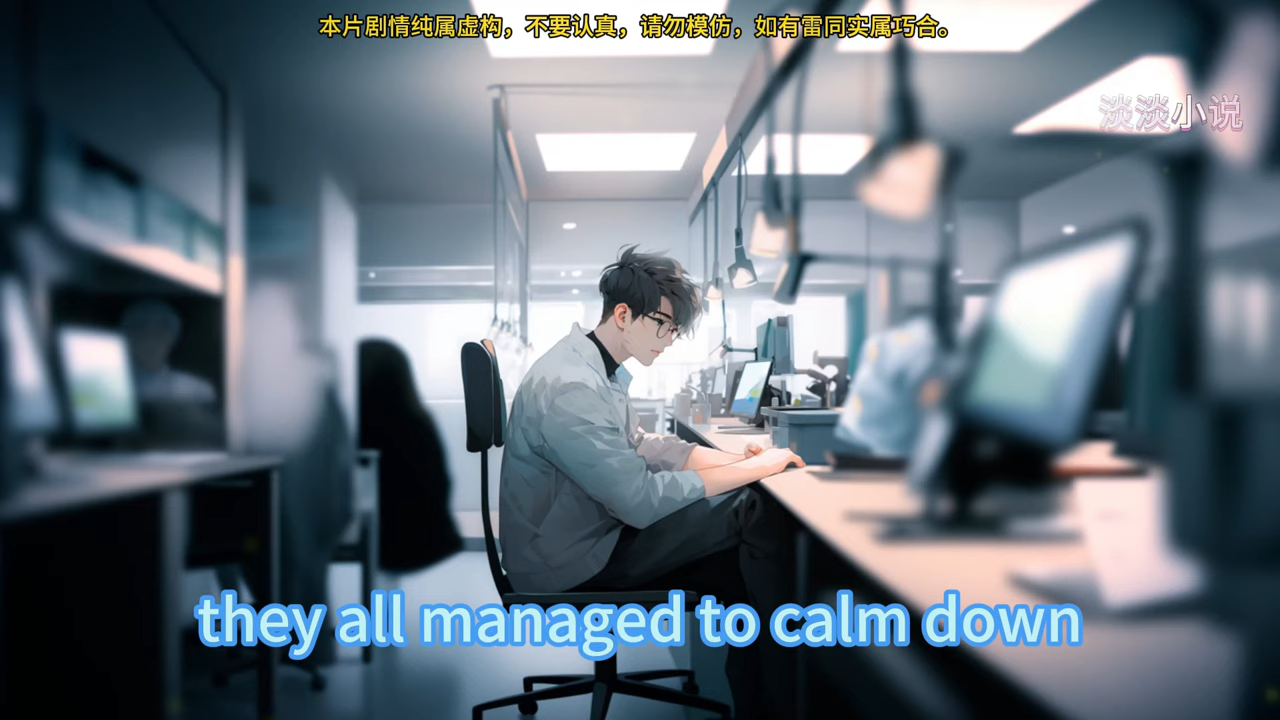 本片剧情纯属虚构，不要认真，请勿模仿，如有雷同实属巧合。
淡淡小说
they all managed to calm down